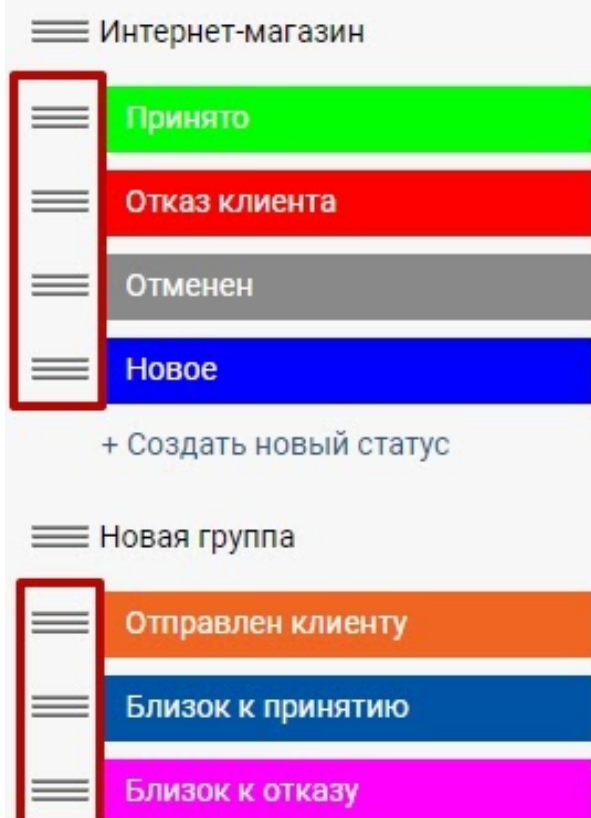 Интернет-магазин
Принято
Отказ клиента
Отменен
Новое
+ Создать новый статус
Новая группа
Отправлен клиенту
Близок к принятию
Близок к отказу